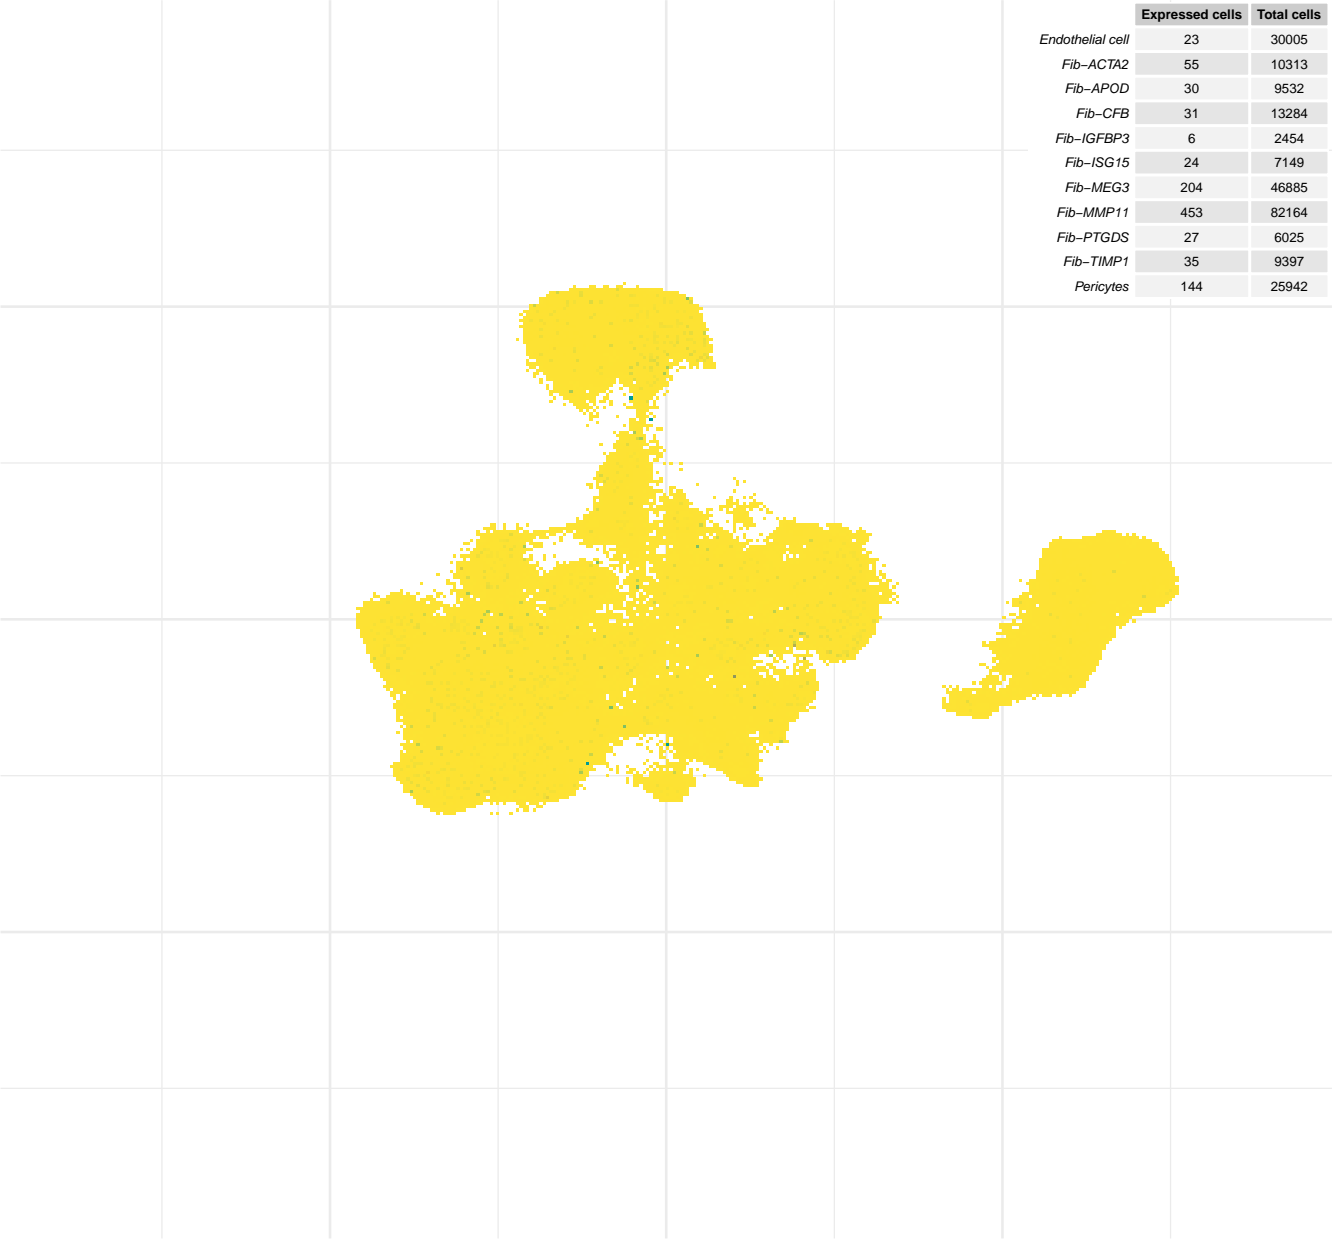 Expressed cells Total cells
Endothelial cell 23 30005
Fib−ACTA2 55 10313
Fib−APOD 30 9532
Fib−CFB 31 13284
Fib−IGFBP3 6 2454
Fib−ISG15 24 7149
Fib−MEG3 204 46885
Fib−MMP11 453 82164
Fib−PTGDS 27 6025
Fib−TIMP1 35 9397
Pericytes 144 25942